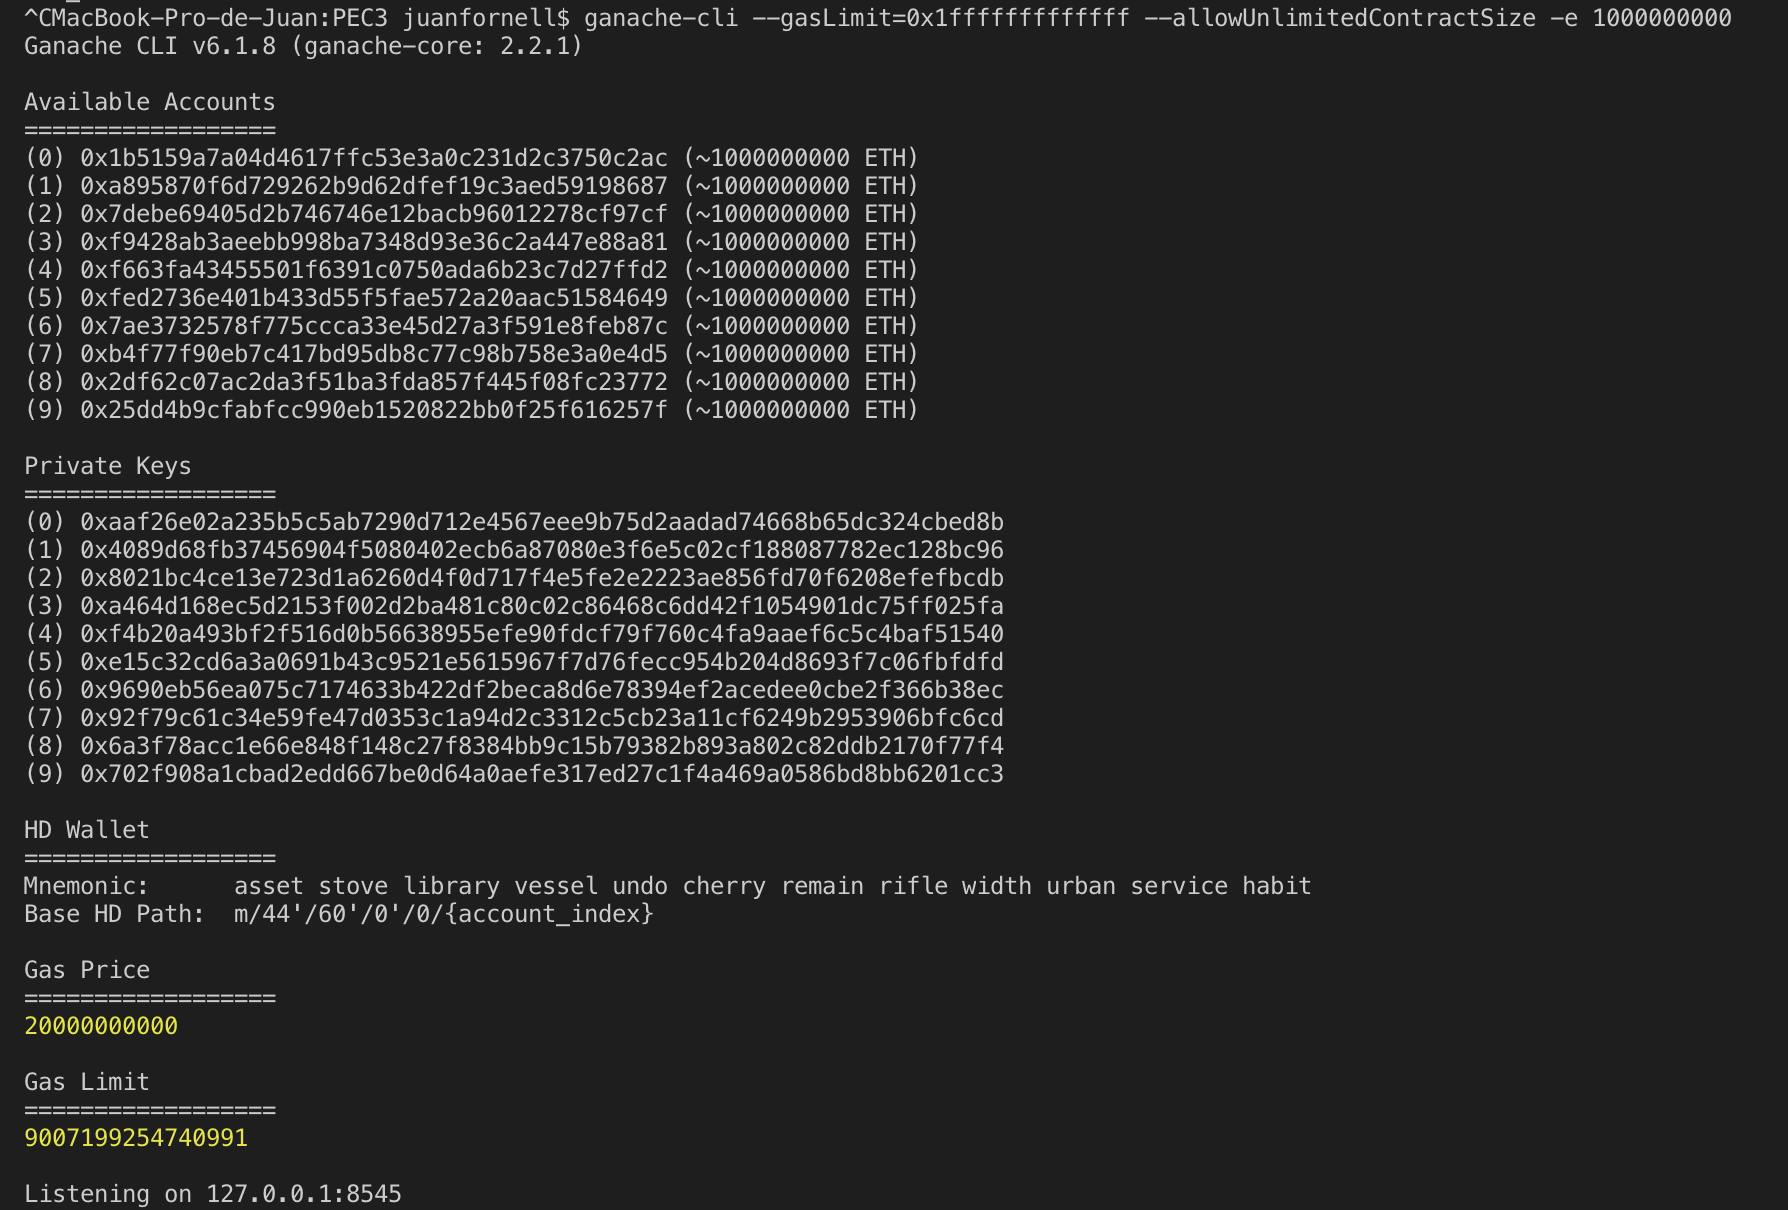 ^CMacBook-Pro-de-Juan:PEC3 juanfornell$ ganache-cli --gasLimit=0x1fffffffffffff --allowUnlimitedContractSize -e 1000000000
Ganache CLI v6.1.8 (ganache-core: 2.2.1)
Available Accounts
==================
(0) 0x1b5159a7a04d4617ffc53e3a0c231d2c3750c2ac (~1000000000 ETH)
(1) 0xa895870f6d729262b9d62dfef19c3aed59198687 (~1000000000 ETH)
(2) 0x7debe69405d2b746746e12bacb96012278cf97cf (~1000000000 ETH)
(3) 0xf9428ab3aeebb998ba7348d93e36c2a447e88a81 (~1000000000 ETH)
(4) 0xf663fa43455501f6391c0750ada6b23c7d27ffd2 (~1000000000 ETH)
(5) 0xfed2736e401b433d55f5fae572a20aac51584649 (~1000000000 ETH)
(6) 0x7ae3732578f775ccca33e45d27a3f591e8feb87c (~1000000000 ETH)
(7) 0xb4f77f90eb7c417bd95db8c77c98b758e3a0e4d5 (~1000000000 ETH)
(8) 0x2df62c07ac2da3f51ba3fda857f445f08fc23772 (~1000000000 ETH)
(9) 0x25dd4b9cfabfcc990eb1520822bb0f25f616257f (~1000000000 ETH)
Private Keys
==================
(0) 0xaaf26e02a235b5c5ab7290d712e4567eee9b75d2aadad74668b65dc324cbed8b
(1) 0x4089d68fb37456904f5080402ecb6a87080e3f6e5c02cf188087782ec128bc96
(2) 0x8021bc4ce13e723d1a6260d4f0d717f4e5fe2e2223ae856fd70f6208efefbcdb
(3) 0xa464d168ec5d2153f002d2ba481c80c02c86468c6dd42f1054901dc75ff025fa
(4) 0xf4b20a493bf2f516d0b56638955efe90fdcf79f760c4fa9aaef6c5c4baf51540
(5) 0xe15c32cd6a3a0691b43c9521e5615967f7d76fecc954b204d8693f7c06fbfdfd
(6) 0x9690eb56ea075c7174633b422df2beca8d6e78394ef2acedee0cbe2f366b38ec
(7) 0x92f79c61c34e59fe47d0353c1a94d2c3312c5cb23a11cf6249b2953906bfc6cd
(8) 0x6a3f78acc1e66e848f148c27f8384bb9c15b79382b893a802c82ddb2170f77f4
(9) 0x702f908a1cbad2edd667be0d64a0aefe317ed27c1f4a469a0586bd8bb6201cc3
HD Wallet
==================
Mnemonic:      asset stove library vessel undo cherry remain rifle width urban service habit
Base HD Path:  m/44'/60'/0'/0/{account_index}
Gas Price
==================
20000000000
Gas Limit
==================
9007199254740991
Listening on 127.0.0.1:8545